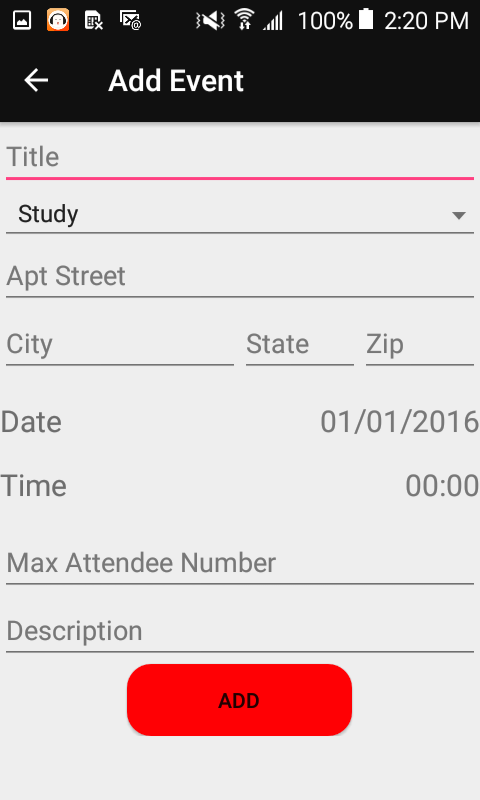 100% 2:20 PM
Add Event
Title
Study
Apt Street
City State Zip
Date 01/01/2016
Time 00:00
Max Attendee Number
Description
ADD